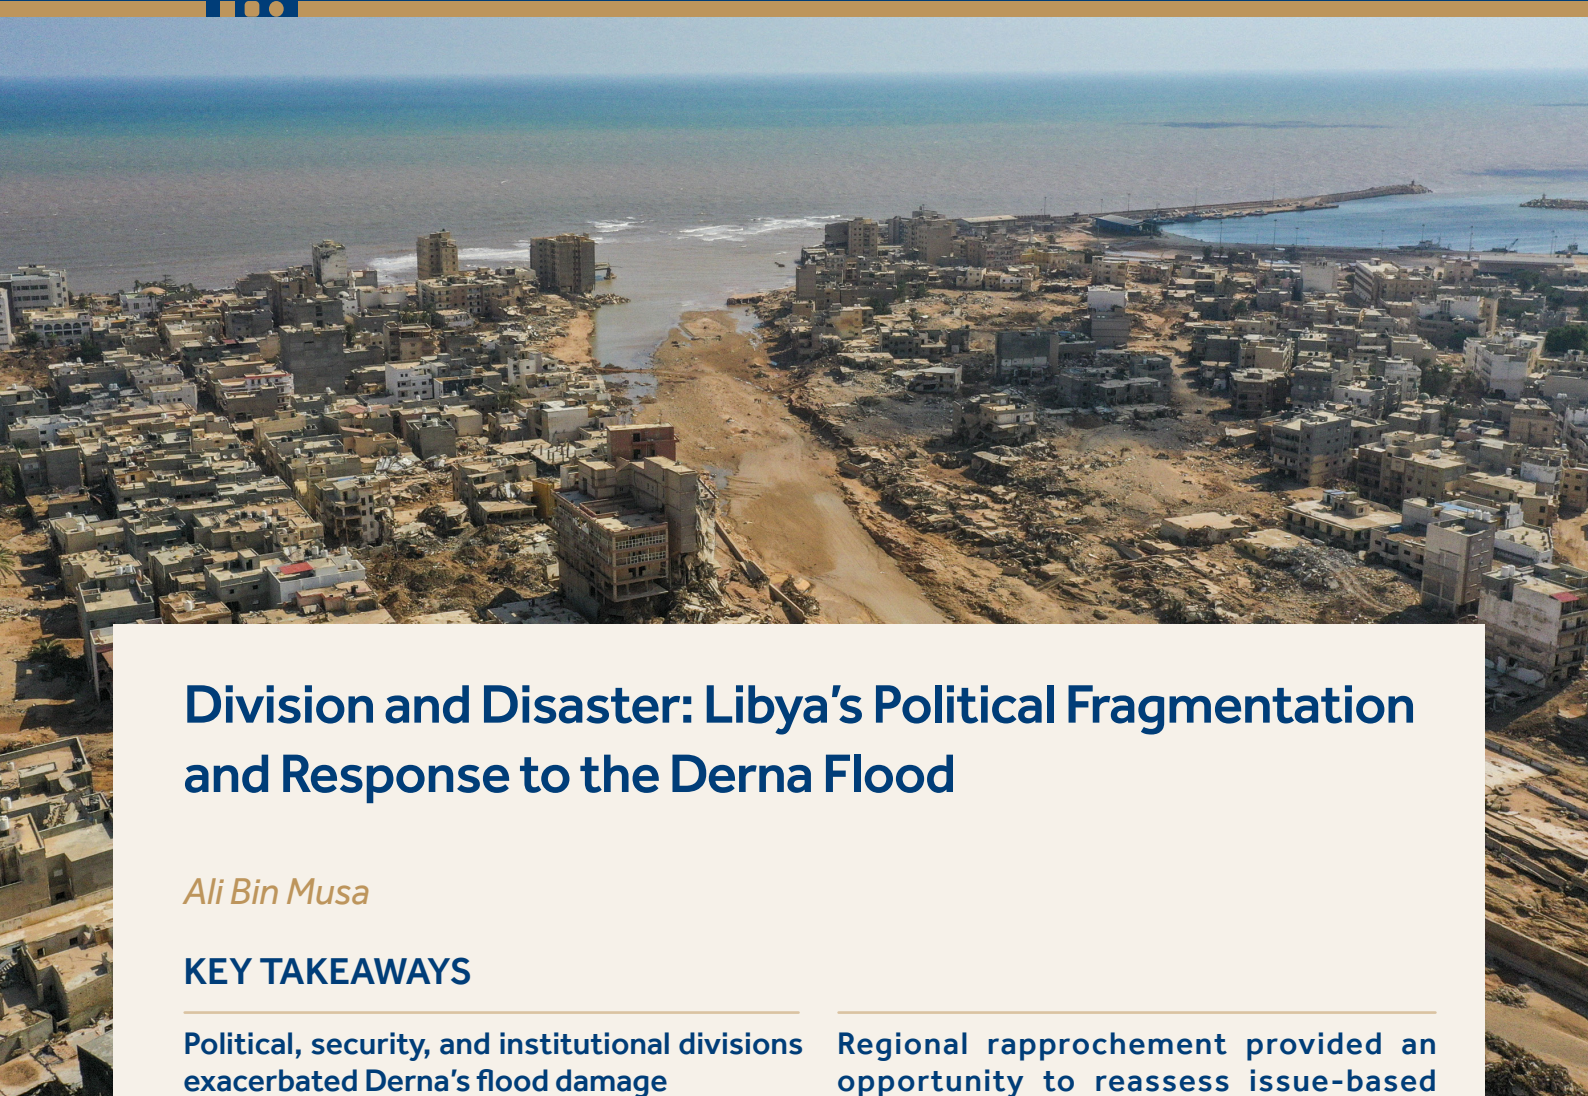 Division and Disaster: Libya's Political Fragmentation
and Response to the Derna Flood
Ali Bin Musa
KEY TAKEAWAYS
Political, security, and institutional divisions
exacerbated Derna's flood damage
Regional rapprochement provided an
opportunity to reassess issue-based